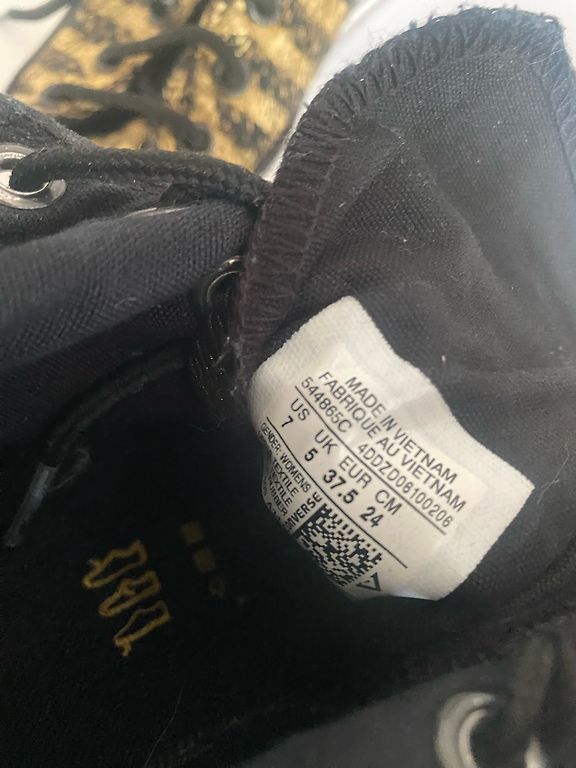 MADE IN VIETNAM
FABRIQUE AU VIETNAM
544865C 4DDZD06100206
US UK EUR CM
7 5 37.5 24
GENDER: WOMENS
TEXTILE